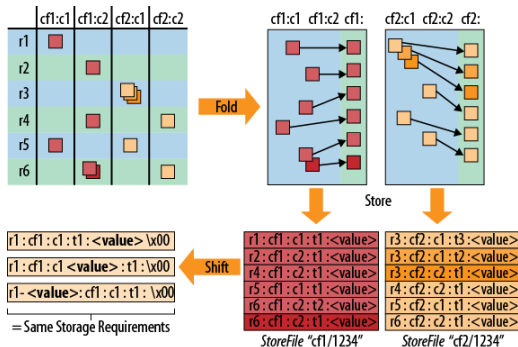 cf1:c1 cf1:c2 cf2:c1 cf2:c2
r1
r2
r3
r4
r5
r6
Fold
cf1:c1 cf1:c2 cf1:
cf2:c1 cf2:c2 cf2:
Store
r1:cf1:c1:t1:<value>
r2:cf1:c2:t1:<value>
r4:cf1:c2:t1:<value>
r5:cf1:c1:t1:<value>
r6:cf1:c2:t2:<value>
r6:cf1:c2:t1:<value>
StoreFile “cf1/1234”
r3:cf2:c1:t3:<value>
r3:cf2:c1:t2:<value>
r3:cf2:c1:t1:<value>
r4:cf2:c2:t1:<value>
r5:cf2:c1:t1:<value>
r6:cf2:c2:t1:<value>
StoreFile “cf2/1234”
Shift
r1:cf1:c1:t1:<value>\x00
r1:cf1:c1<value>:t1:\x00
r1-<value>:cf1:c1:t1:\x00
= Same Storage Requirements